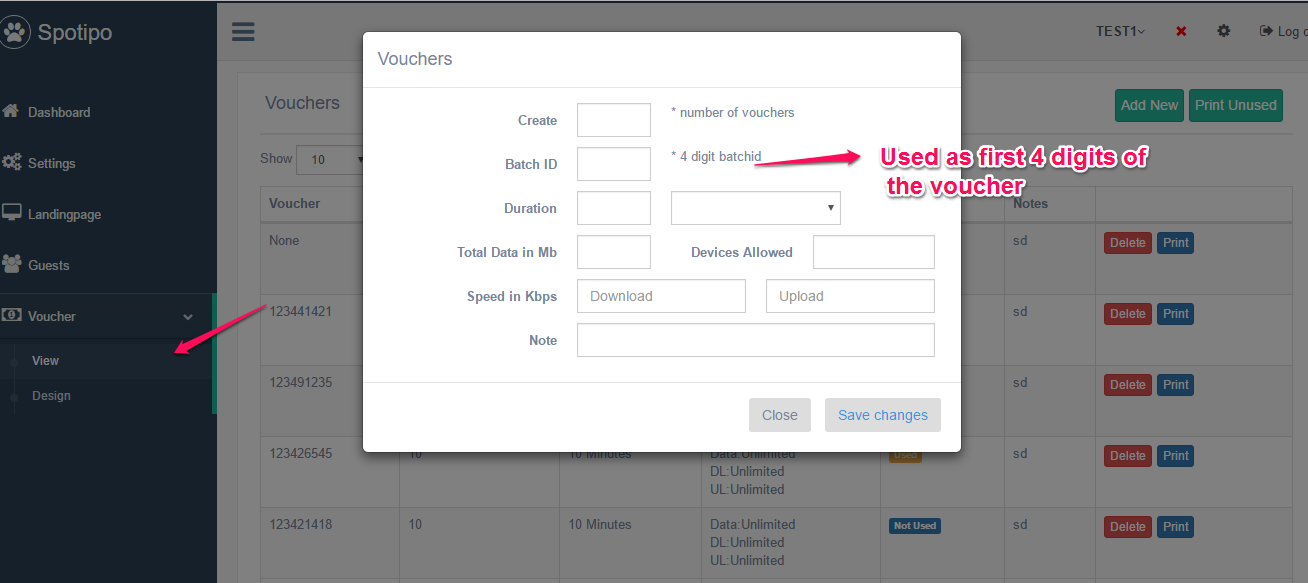 Spotipo
TEST1
Log o
Dashboard
Settings
Landingpage
Guests
Voucher
View
Design
Vouchers
Add New
Print Unused
Show 10
Voucher
Notes
None
sd
Delete Print
123441421
sd
Delete Print
123491235
sd
Delete Print
123426545
10
10 Minutes
Data:Unlimited
DL:Unlimited
UL:Unlimited
Used
sd
Delete Print
123421418
10
10 Minutes
Data:Unlimited
DL:Unlimited
UL:Unlimited
Not Used
sd
Delete Print
Vouchers
Create
* number of vouchers
Batch ID
* 4 digit batchid
Duration
Total Data in Mb
Devices Allowed
Speed in Kbps
Download
Upload
Note
Close
Save changes
Used as first 4 digits of
the voucher